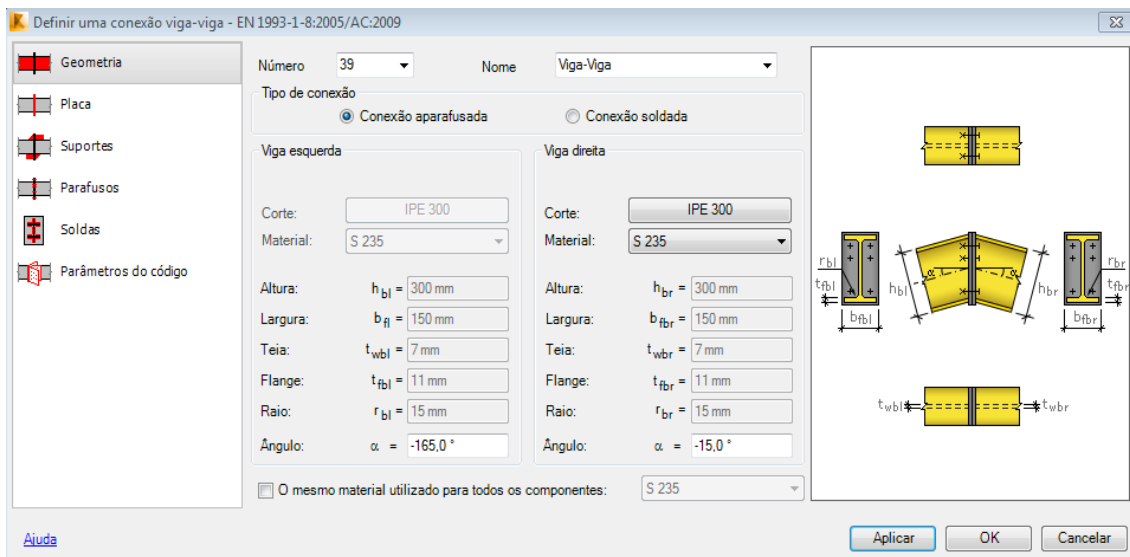 Definir uma conexão viga-viga - EN 1993-1-8:2005/AC:2009
Geometria
Placa
Suportes
Parafusos
Soldas
Parâmetros do código
Ajuda
Número 39 Nome Viga-Viga
Tipo de conexão
Conexão aparafusada Conexão soldada
Viga esquerda
Corte: IPE 300
Material: S 235
Altura: h bl = 300 mm
Largura: b fl = 150 mm
Teia: t wbl = 7 mm
Flange: t fbl = 11 mm
Raio: r bl = 15 mm
Ângulo: α = -165,0 °
Viga direita
Corte: IPE 300
Material: S 235
Altura: h br = 300 mm
Largura: b fbr = 150 mm
Teia: t wbr = 7 mm
Flange: t fbr = 11 mm
Raio: r br = 15 mm
Ângulo: α = -15,0 °
O mesmo material utilizado para todos os componentes: S 235
r bl
t fbl
b fbl
h bl
α
α
h br
r br
t fbr
b fbr
t wbl
t wbr
Aplicar OK Cancelar